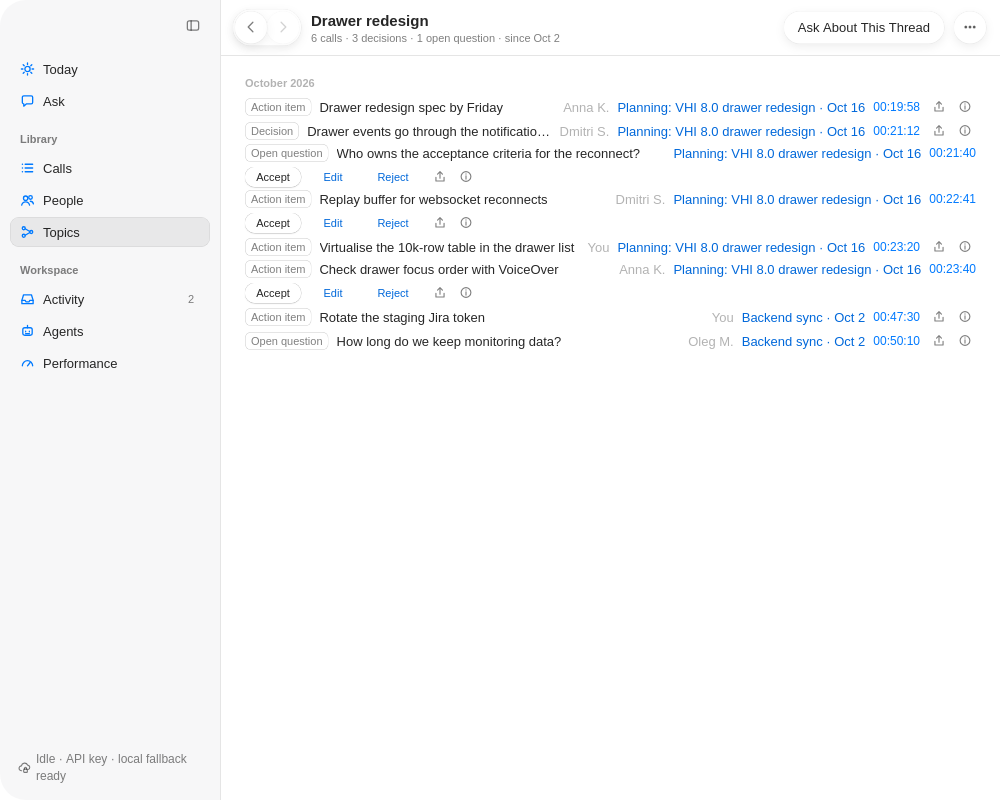 Drawer redesign
6 calls · 3 decisions · 1 open question · since Oct 2
Ask About This Thread
Today
Ask
Library
Calls
People
Topics
Workspace
Activity 2
Agents
Performance
Idle · API key · local fallback
ready
October 2026
Action item Drawer redesign spec by Friday Anna K. Planning: VHI 8.0 drawer redesign · Oct 16 00:19:58
Decision Drawer events go through the notificatio… Dmitri S. Planning: VHI 8.0 drawer redesign · Oct 16 00:21:12
Open question Who owns the acceptance criteria for the reconnect? Planning: VHI 8.0 drawer redesign · Oct 16 00:21:40
Accept Edit Reject
Action item Replay buffer for websocket reconnects Dmitri S. Planning: VHI 8.0 drawer redesign · Oct 16 00:22:41
Accept Edit Reject
Action item Virtualise the 10k-row table in the drawer list You Planning: VHI 8.0 drawer redesign · Oct 16 00:23:20
Action item Check drawer focus order with VoiceOver Anna K. Planning: VHI 8.0 drawer redesign · Oct 16 00:23:40
Accept Edit Reject
Action item Rotate the staging Jira token You Backend sync · Oct 2 00:47:30
Open question How long do we keep monitoring data? Oleg M. Backend sync · Oct 2 00:50:10